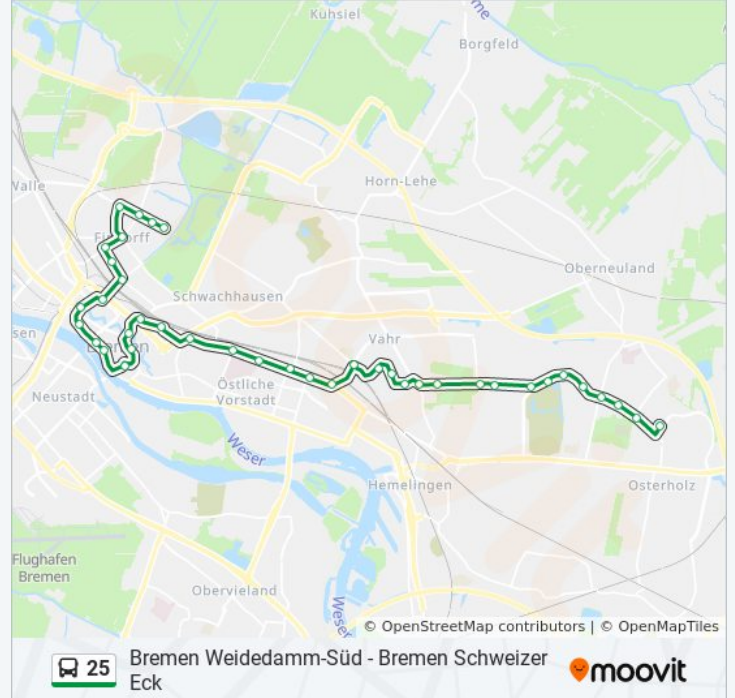 Kuhsiel
Borgfeld
Walle
Horn-Lehe
Findorff
Oberneuland
Schwachhausen
Vahr
Bremen
Östliche
Vorstadt
Neustadt
Weser
Hemelingen
Osterholz
Flughafen
Bremen
Obervieland
Weser
© OpenStreetMap contributors | © OpenMapTiles
25
Bremen Weidedamm-Süd - Bremen Schweizer
Eck
moovit